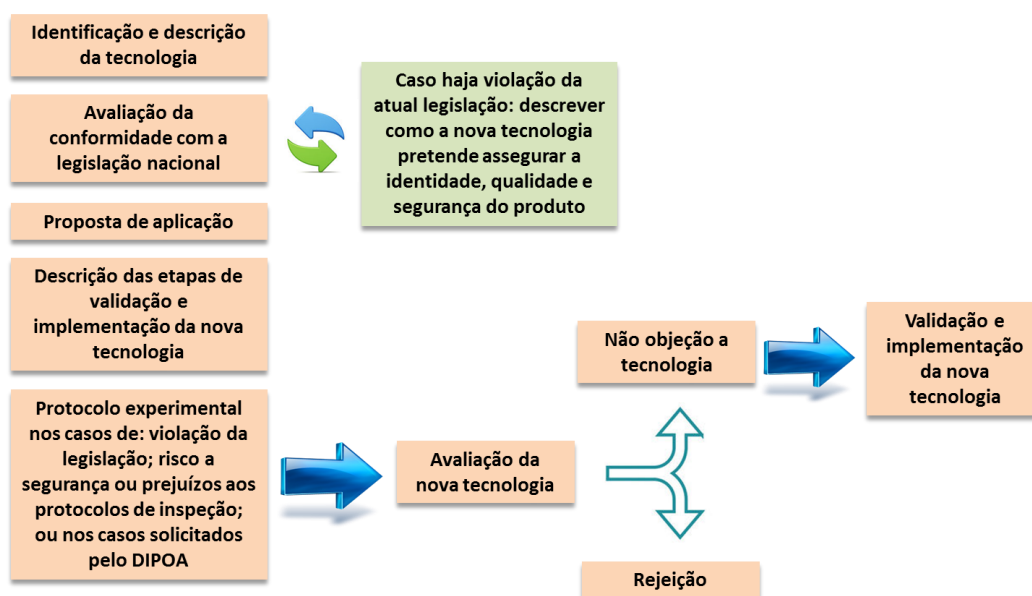 Identificação e descrição
da tecnologia
Avaliação da
conformidade com a
legislação nacional
Caso haja violação da
atual legislação: descrever
como a nova tecnologia
pretende assegurar a
identidade, qualidade e
segurança do produto
Proposta de aplicação
Descrição das etapas de
validação e
implementação da nova
tecnologia
Protocolo experimental
nos casos de: violação da
legislação; risco a
segurança ou prejuízos aos
protocolos de inspeção;
ou nos casos solicitados
pelo DIPOA
Avaliação da
nova tecnologia
Não objeção a
tecnologia
Validação e
implementação
da nova
tecnologia
Rejeição